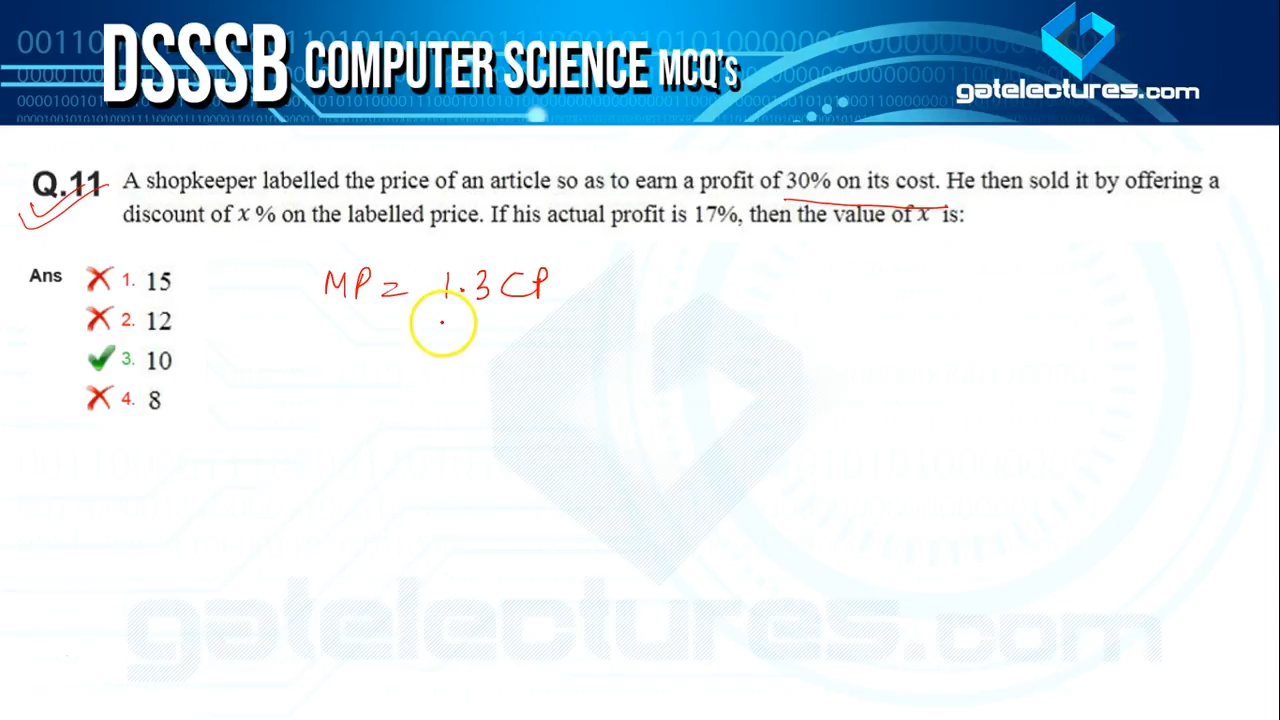 DSSSB COMPUTER SCIENCE MCQ's
gatelectures.com
Q.11 A shopkeeper labelled the price of an article so as to earn a profit of 30% on its cost. He then sold it by offering a
discount of x % on the labelled price. If his actual profit is 17%, then the value of x is:
Ans 1. 15
2. 12
3. 10
4. 8
MP = 1.3 CP
gatelectures.com